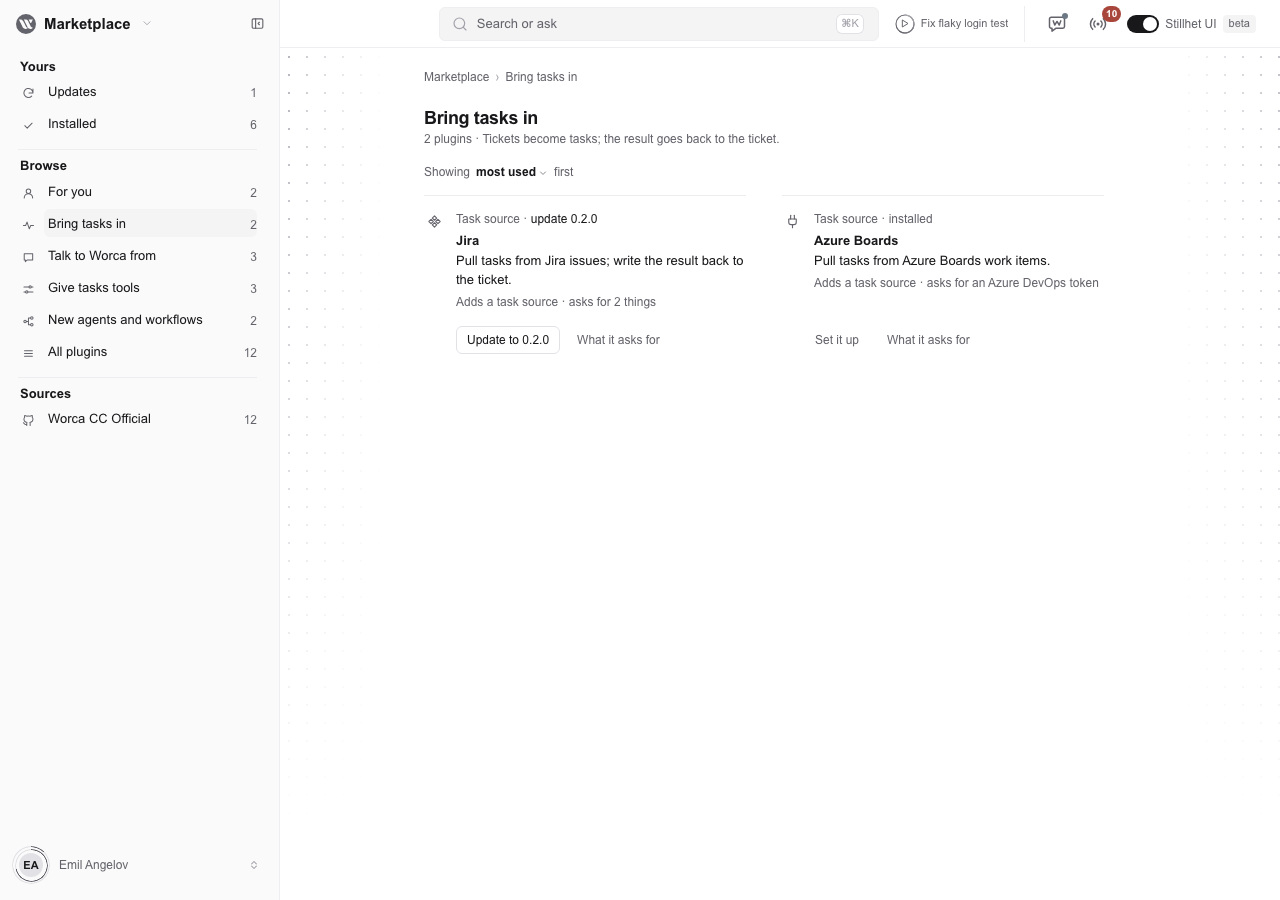 Marketplace
Search or ask
⌘K
Fix flaky login test
10
Stillhet UI
beta
Yours
Updates 1
Installed 6
Browse
For you 2
Bring tasks in 2
Talk to Worca from 3
Give tasks tools 3
New agents and workflows 2
All plugins 12
Sources
Worca CC Official 12
EA
Emil Angelov
Marketplace › Bring tasks in
Bring tasks in
2 plugins · Tickets become tasks; the result goes back to the ticket.
Showing most used first
Task source · update 0.2.0
Jira
Pull tasks from Jira issues; write the result back to
the ticket.
Adds a task source · asks for 2 things
Update to 0.2.0
What it asks for
Task source · installed
Azure Boards
Pull tasks from Azure Boards work items.
Adds a task source · asks for an Azure DevOps token
Set it up
What it asks for